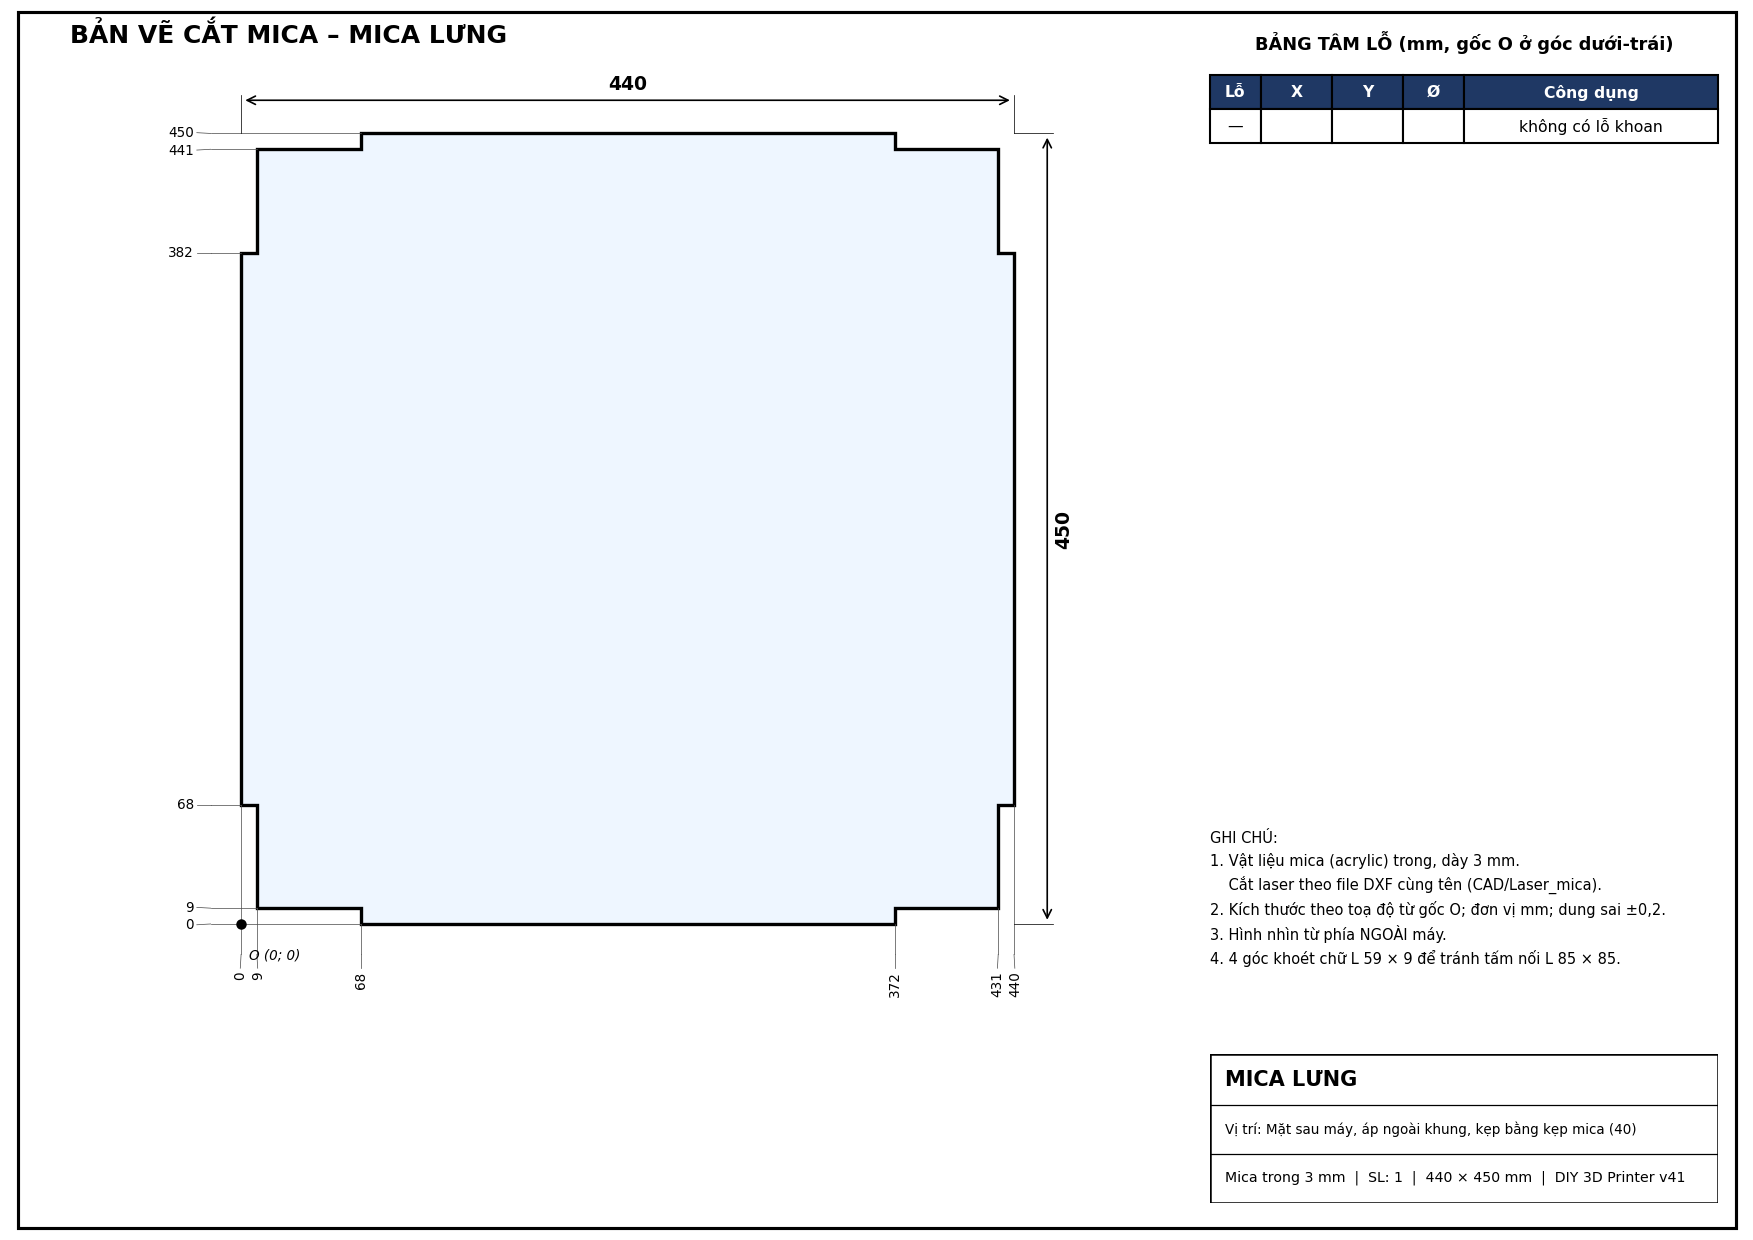 BẢN VẼ CẮT MICA – MICA LƯNG
BẢNG TÂM LỖ (mm, gốc O ở góc dưới-trái)
Lỗ X Y Ø Công dụng
— không có lỗ khoan
440
450
441
382
68
9
0
450
O (0; 0)
0 9 68 372 431 440
GHI CHÚ:
1. Vật liệu mica (acrylic) trong, dày 3 mm.
Cắt laser theo file DXF cùng tên (CAD/Laser_mica).
2. Kích thước theo toạ độ từ gốc O; đơn vị mm; dung sai ±0,2.
3. Hình nhìn từ phía NGOÀI máy.
4. 4 góc khoét chữ L 59 × 9 để tránh tấm nối L 85 × 85.
MICA LƯNG
Vị trí: Mặt sau máy, áp ngoài khung, kẹp bằng kẹp mica (40)
Mica trong 3 mm | SL: 1 | 440 × 450 mm | DIY 3D Printer v41